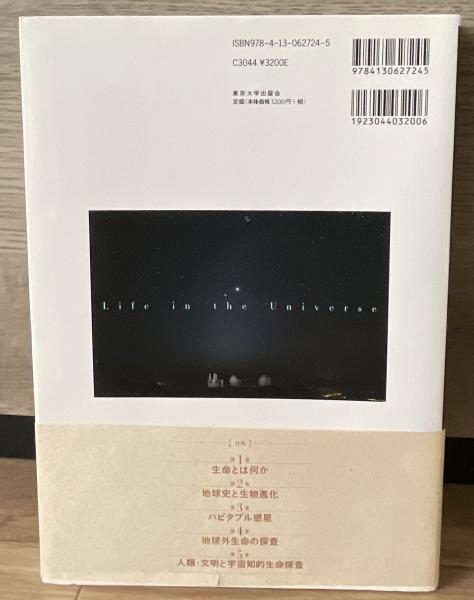 ISBN978-4-13-062724-5
C3044 ¥3200E
9784130627245
東京大学出版会
定価(本体価格3200円+税)
1923044032006
Life in the Universe
[目次]
第1章
生命とは何か
第2章
地球史と生物進化
第3章
ハビタブル惑星
第4章
地球外生命の探査
第5章
人類・文明と宇宙知的生命探査